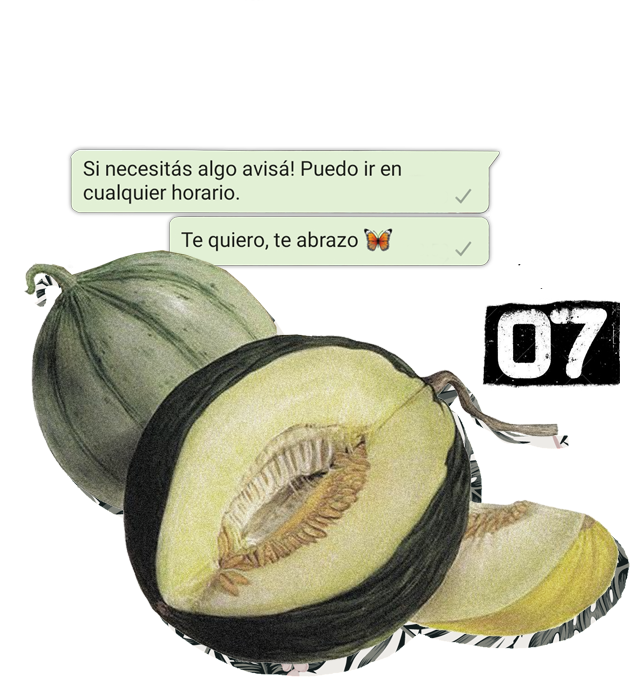 Si necesitás algo avisá! Puedo ir en
cualquier horario.
Te quiero, te abrazo 🦋
07